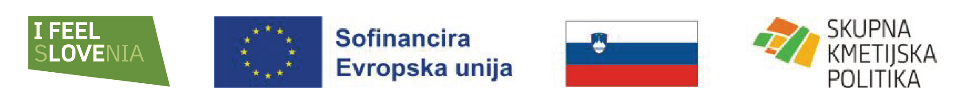 I FEEL
SLOVENIA
Sofinancira
Evropska unija
SKUPNA
KMETIJSKA
POLITIKA